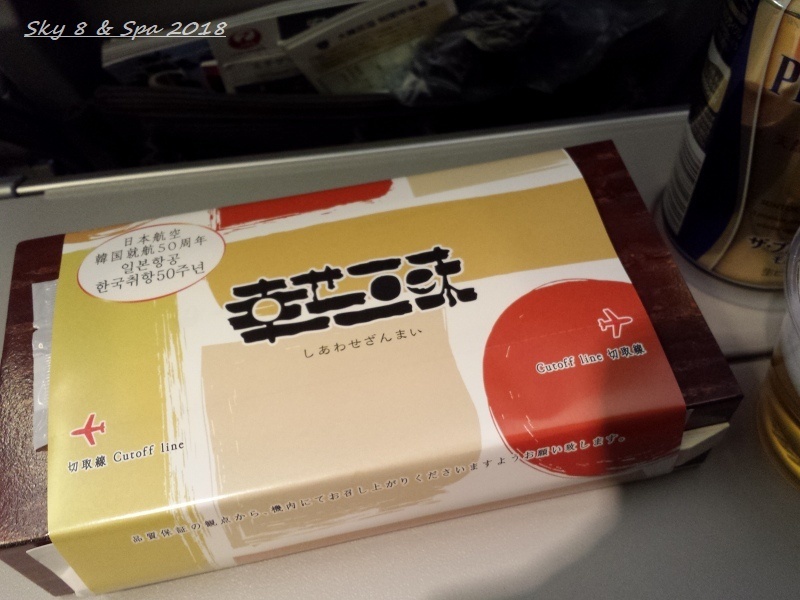 Sky 8 & Spa 2018
日本航空
韓国就航50周年
일본항공
한국취항50주년
幸せ三昧
しあわせざんまい
Cutoff line 切取線
切取線 Cutoff line
品質保証の観点から、機内にてお召し上がりくださいますようお願い致します。
ザ・プ